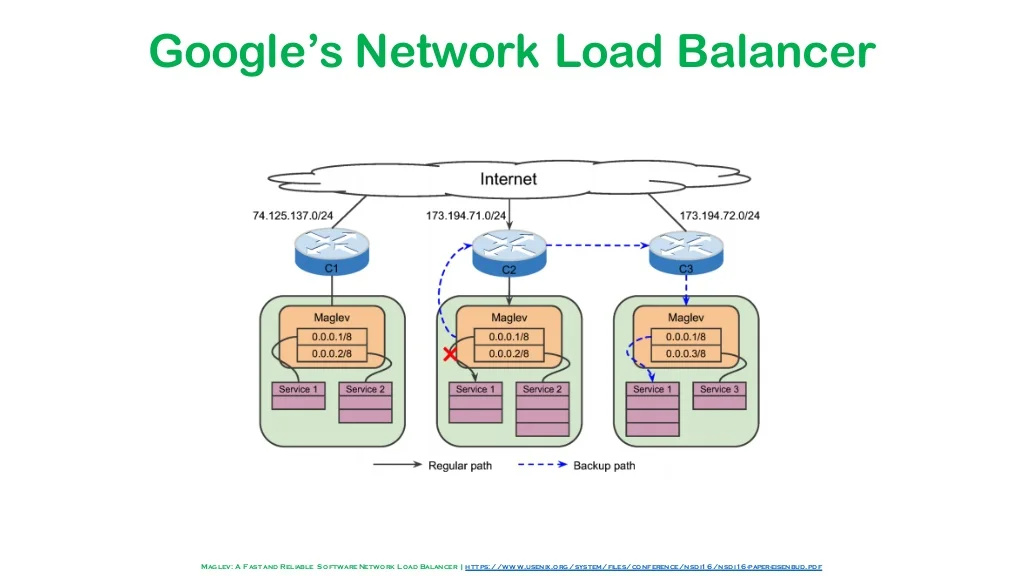 Google’s Network Load Balancer
Internet
74.125.137.0/24 173.194.71.0/24 173.194.72.0/24
C1 C2 C3
Maglev Maglev Maglev
0.0.0.1/8 0.0.0.1/8 0.0.0.1/8
0.0.0.2/8 0.0.0.2/8 0.0.0.3/8
Service 1 Service 2 Service 1 Service 2 Service 1 Service 3
Regular path Backup path
Maglev: A Fast and Reliable Software Network Load Balancer | https://www.usenix.org/system/files/conference/nsdi16/nsdi16-paper-eisenbud.pdf